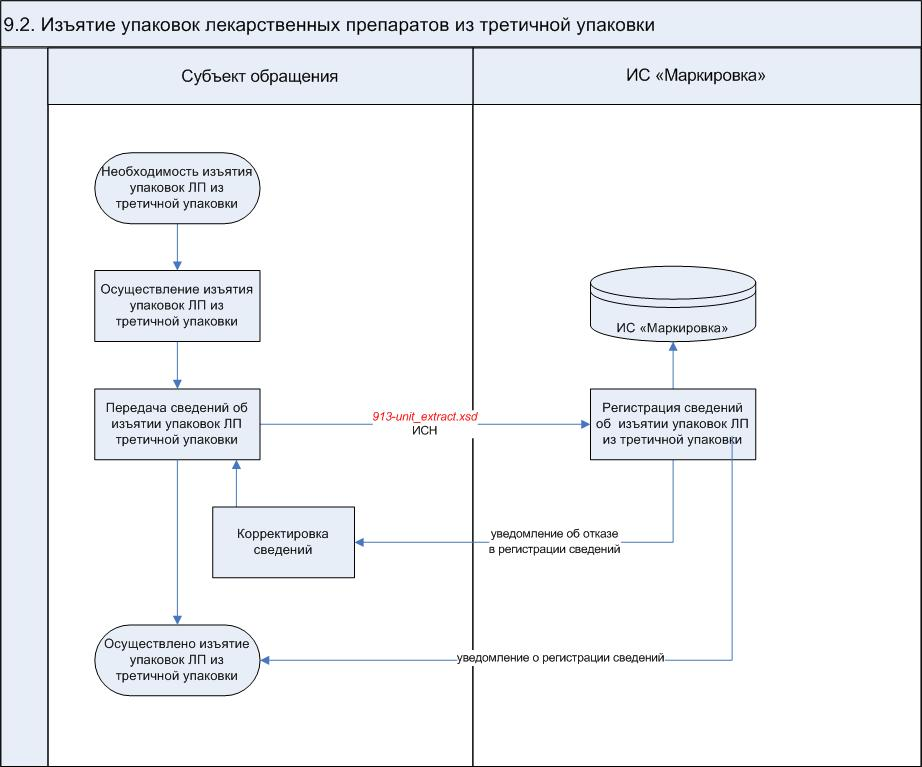 9.2. Изъятие упаковок лекарственных препаратов из третичной упаковки
Субъект обращения
ИС «Маркировка»
Необходимость изъятия
упаковок ЛП из
третичной упаковки
Осуществление изъятия
упаковок ЛП из
третичной упаковки
ИС «Маркировка»
Передача сведений об
изъятии упаковок ЛП
третичной упаковки
913-unit_extract.xsd
ИСН
Регистрация сведений
об изъятии упаковок ЛП
из третичной упаковки
Корректировка
сведений
уведомление об отказе
в регистрации сведений
Осуществлено изъятие
упаковок ЛП из
третичной упаковки
уведомление о регистрации сведений